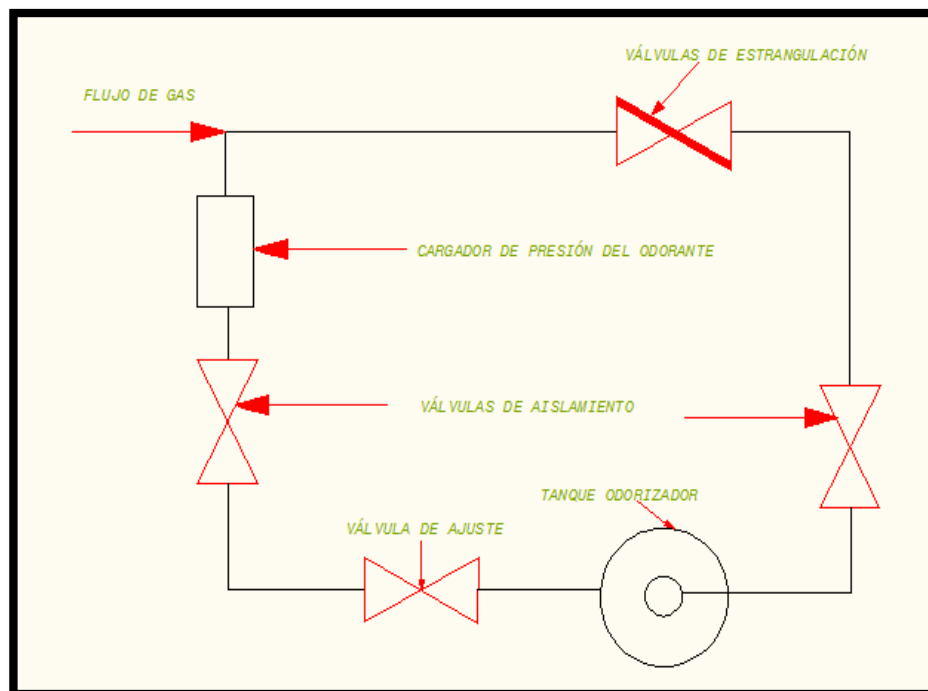 VÁLVULAS DE ESTRANGULACIÓN
FLUJO DE GAS
CARGADOR DE PRESIÓN DEL ODORANTE
VÁLVULAS DE AISLAMIENTO
TANQUE ODORIZADOR
VÁLVULA DE AJUSTE